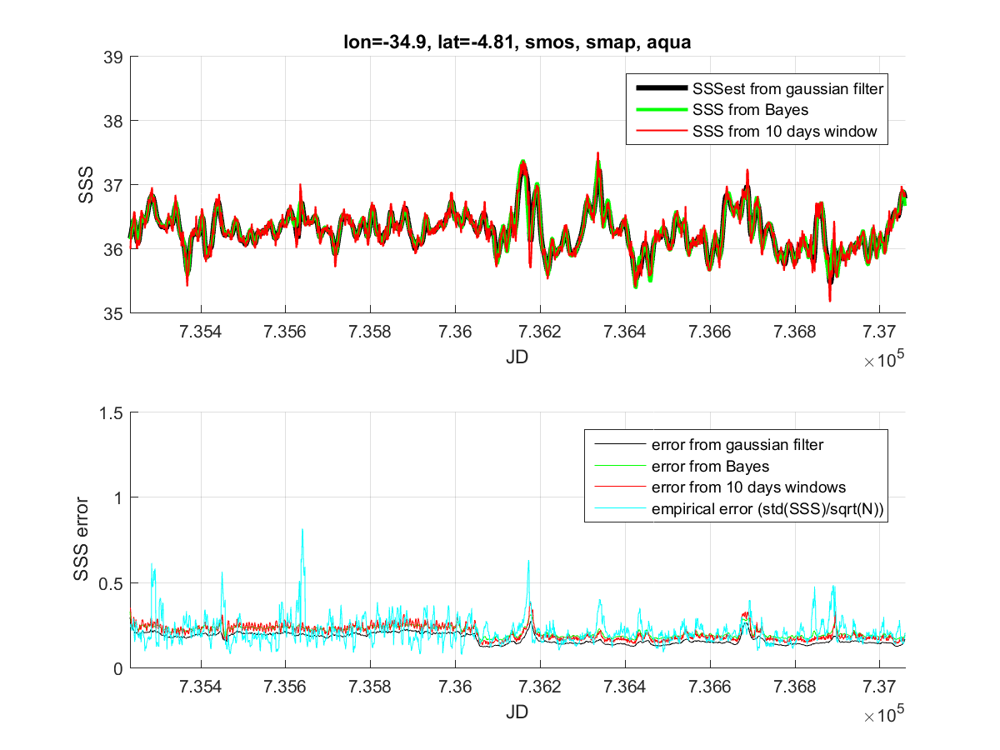 lon=-34.9, lat=-4.81, smos, smap, aqua
39
38
37
36
35
SSS
SSSest from gaussian filter
SSS from Bayes
SSS from 10 days window
7.354 7.356 7.358 7.36 7.362 7.364 7.366 7.368 7.37
JD
×10^5
1.5
1
0.5
0
SSS error
error from gaussian filter
error from Bayes
error from 10 days windows
empirical error (std(SSS)/sqrt(N))
7.354 7.356 7.358 7.36 7.362 7.364 7.366 7.368 7.37
JD
×10^5